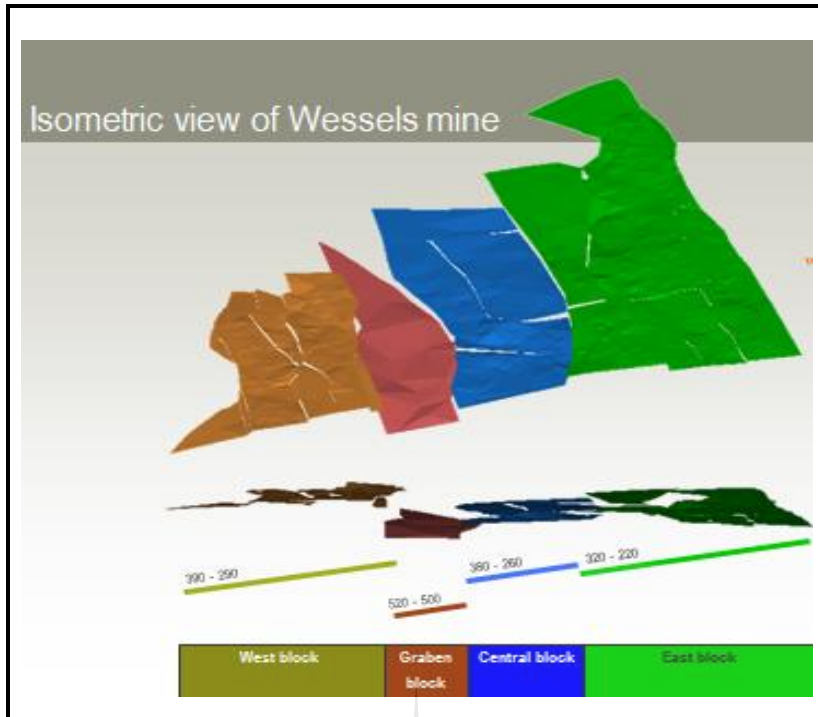 Isometric view of Wessels mine
390 - 290
520 - 500
380 - 260
320 - 220
West block
Graben
block
Central block
East block